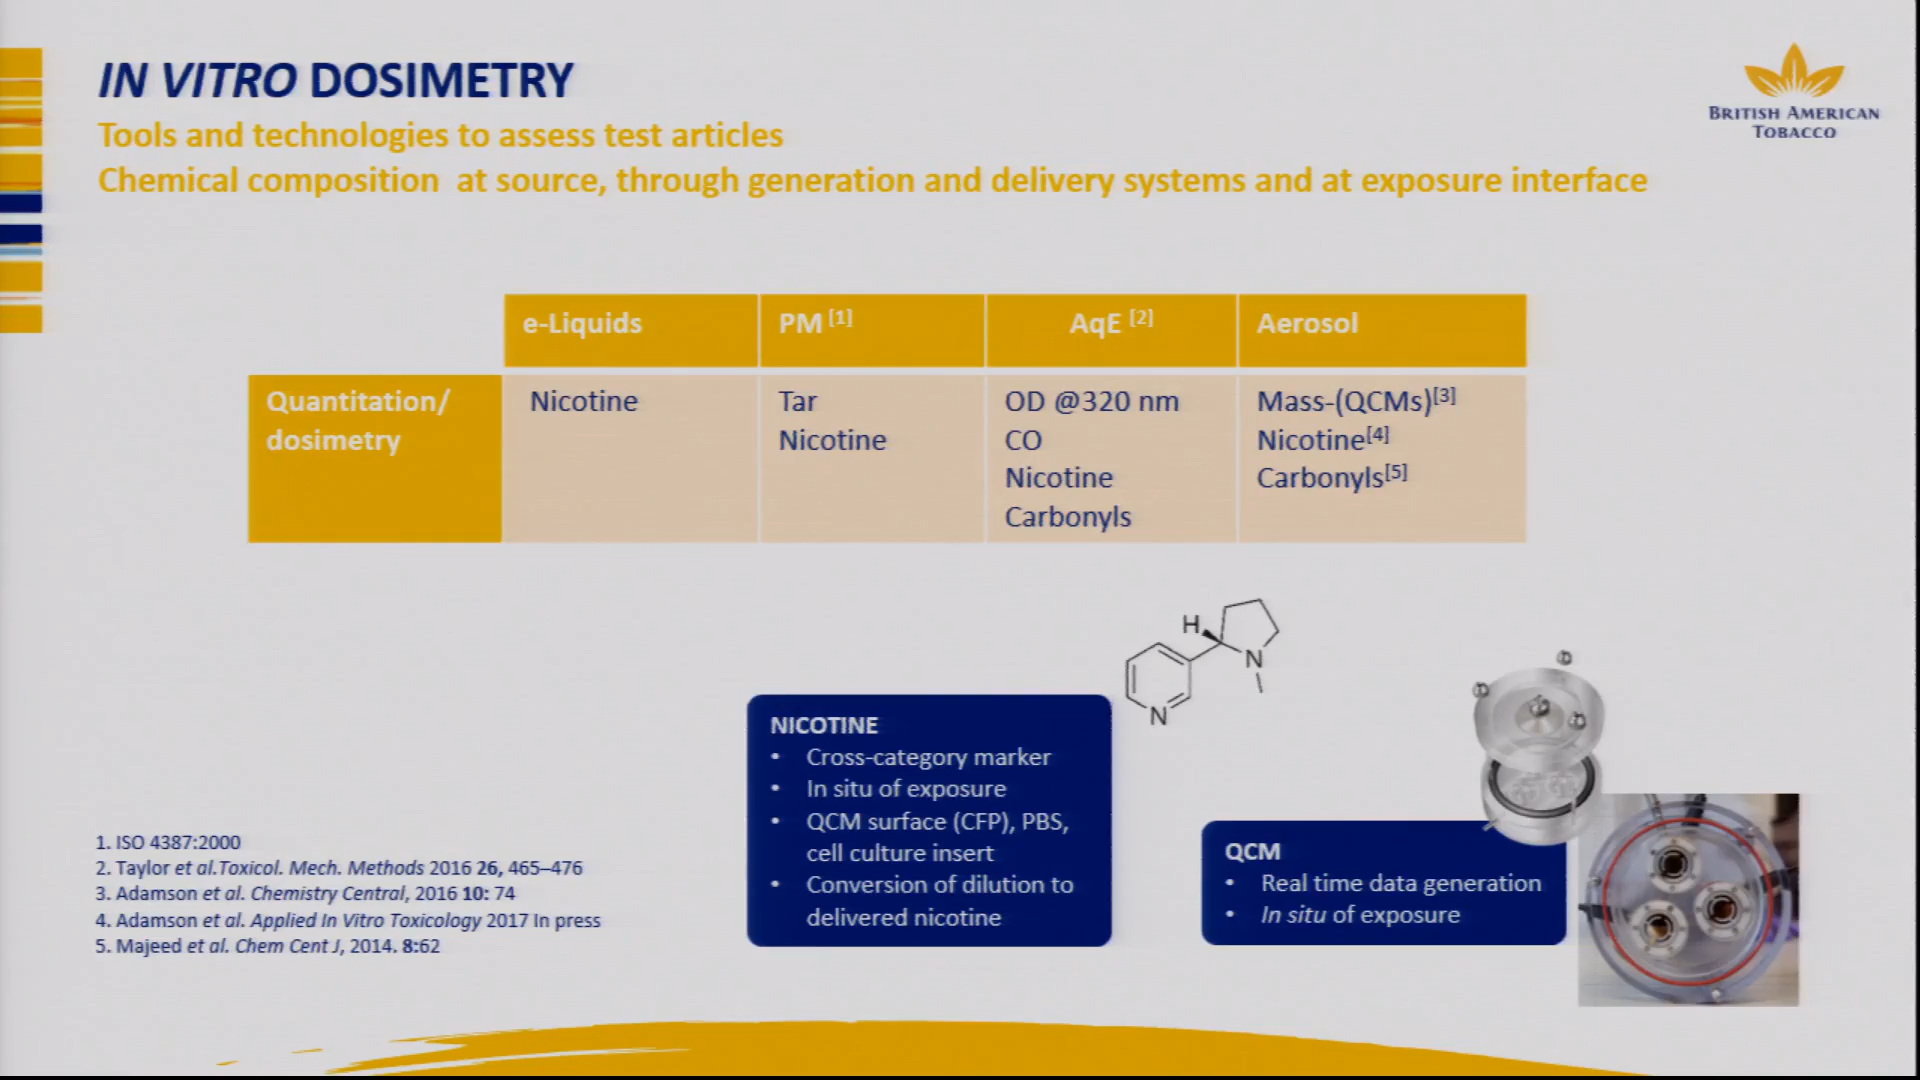 IN VITRO DOSIMETRY
Tools and technologies to assess test articles
Chemical composition at source, through generation and delivery systems and at exposure interface
BRITISH AMERICAN
TOBACCO
e-Liquids
PM [1]
AqE [2]
Aerosol
Quantitation/
dosimetry
Nicotine
Tar
Nicotine
OD @320 nm
CO
Nicotine
Carbonyls
Mass-(QCMs)[3]
Nicotine[4]
Carbonyls[5]
H
N
N
NICOTINE
• Cross-category marker
• In situ of exposure
• QCM surface (CFP), PBS,
cell culture insert
• Conversion of dilution to
delivered nicotine
QCM
• Real time data generation
• In situ of exposure
1. ISO 4387:2000
2. Taylor et al.Toxicol. Mech. Methods 2016 26, 465–476
3. Adamson et al. Chemistry Central, 2016 10: 74
4. Adamson et al. Applied In Vitro Toxicology 2017 In press
5. Majeed et al. Chem Cent J, 2014. 8:62